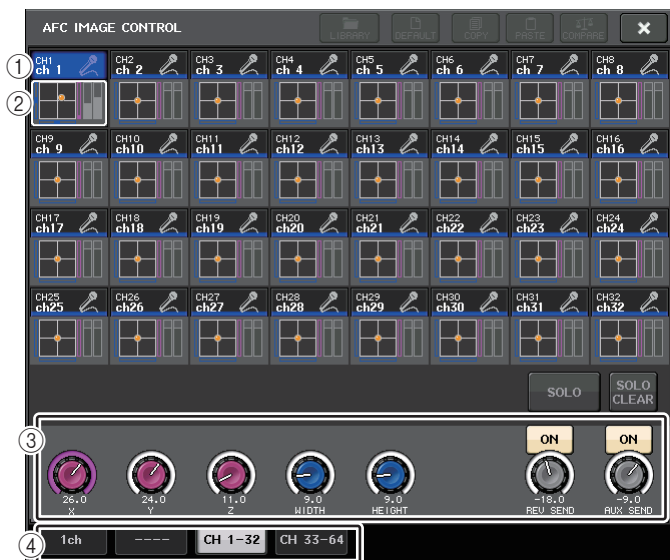 AFC IMAGE CONTROL
LIBRARY DEFAULT COPY PASTE COMPARE
①
CH1 CH2 CH3 CH4 CH5 CH6 CH7 CH8
ch 1 ch 2 ch 3 ch 4 ch 5 ch 6 ch 7 ch 8
②
CH9 CH10 CH11 CH12 CH13 CH14 CH15 CH16
ch 9 ch10 ch11 ch12 ch13 ch14 ch15 ch16
CH17 CH18 CH19 CH20 CH21 CH22 CH23 CH24
ch17 ch18 ch19 ch20 ch21 ch22 ch23 ch24
CH25 CH26 CH27 CH28 CH29 CH30 CH31 CH32
ch25 ch26 ch27 ch28 ch29 ch30 ch31 ch32
SOLO SOLO CLEAR
③
ON ON
26.0 24.0 11.0 9.0 9.0 -18.0 -9.0
X Y Z WIDTH HEIGHT REV SEND AUX SEND
④
1ch ---- CH 1-32 CH 33-64